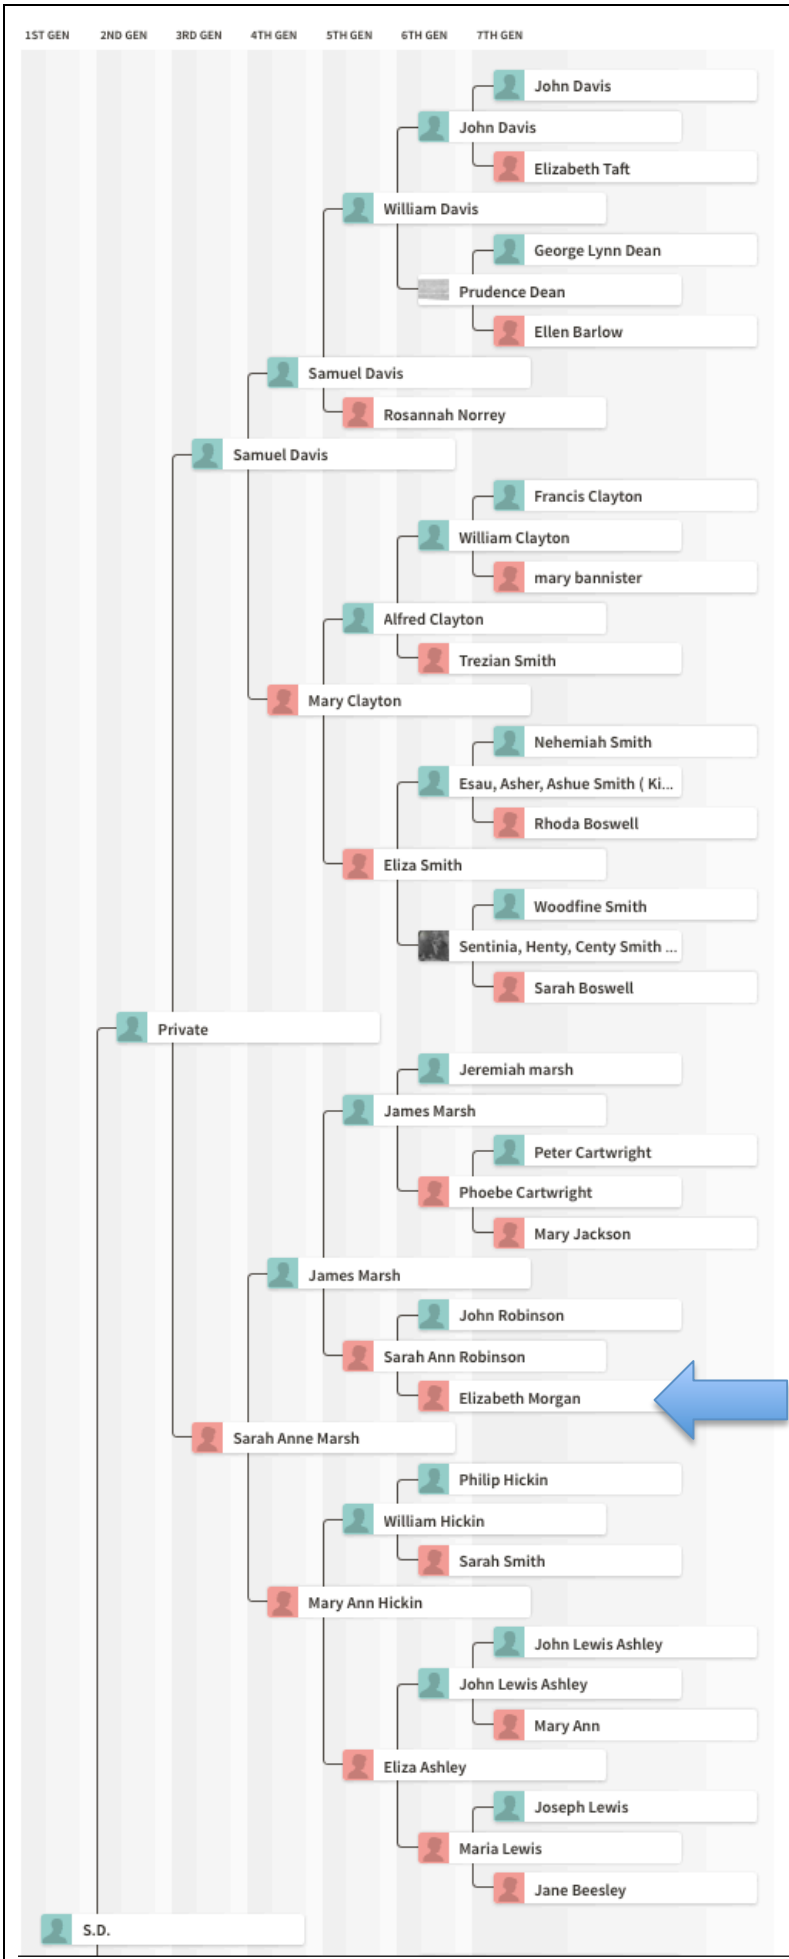 1ST GEN 2ND GEN 3RD GEN 4TH GEN 5TH GEN 6TH GEN 7TH GEN
John Davis
John Davis
Elizabeth Taft
William Davis
George Lynn Dean
Prudence Dean
Ellen Barlow
Samuel Davis
Rosannah Norrey
Samuel Davis
Francis Clayton
William Clayton
mary bannister
Alfred Clayton
Trezian Smith
Mary Clayton
Nehemiah Smith
Esau, Asher, Ashue Smith ( Ki...
Rhoda Boswell
Eliza Smith
Woodfine Smith
Sentinia, Henty, Centy Smith ...
Sarah Boswell
Private
Jeremiah marsh
James Marsh
Peter Cartwright
Phoebe Cartwright
Mary Jackson
James Marsh
John Robinson
Sarah Ann Robinson
Elizabeth Morgan
Sarah Anne Marsh
Philip Hickin
William Hickin
Sarah Smith
Mary Ann Hickin
John Lewis Ashley
John Lewis Ashley
Mary Ann
Eliza Ashley
Joseph Lewis
Maria Lewis
Jane Beesley
S.D.